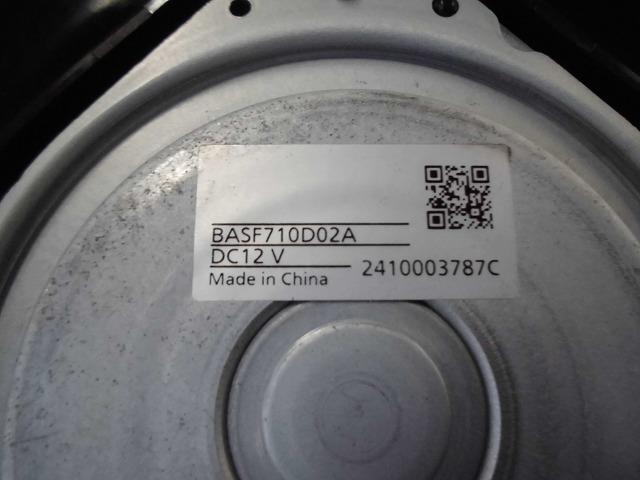 BASF710D02A
DC12 V
Made in China
2410003787C